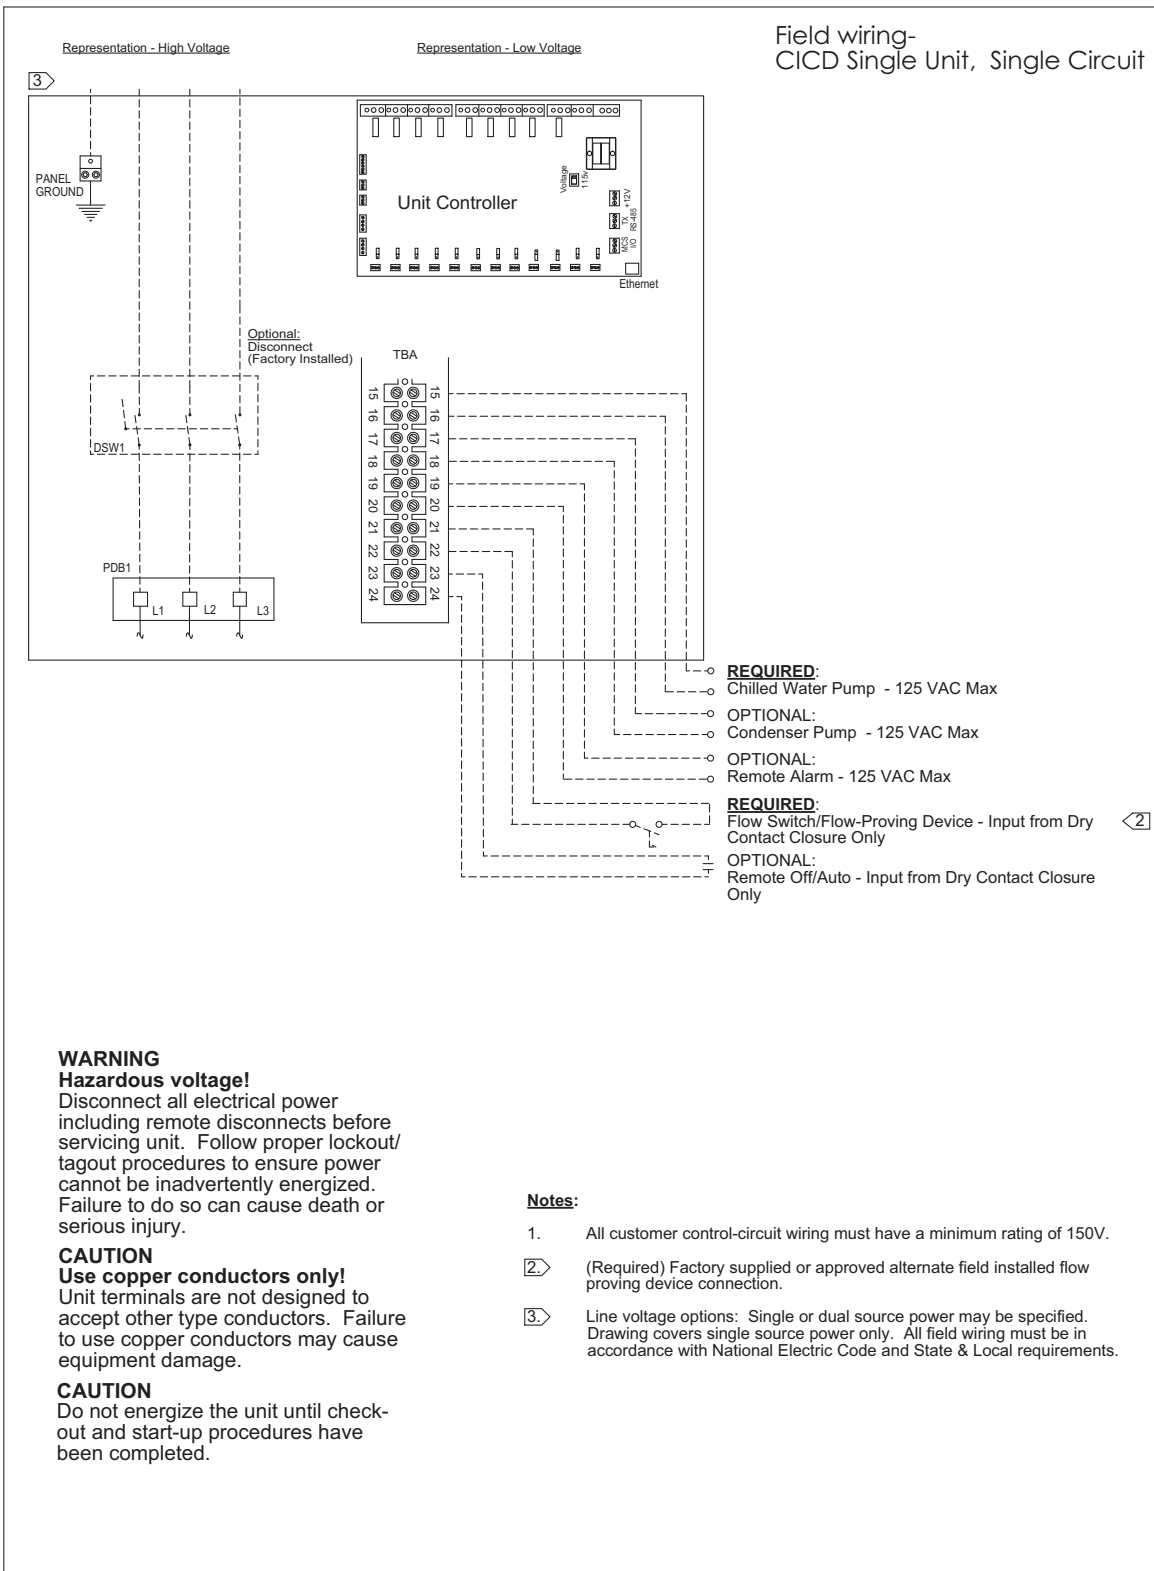 Field wiring-
CICD Single Unit, Single Circuit
Representation - High Voltage
Representation - Low Voltage
3
PANEL
GROUND
Unit Controller
Voltage
115v
+12V
TX
RS-485
MCS
I/O
Ethernet
Optional:
Disconnect
(Factory Installed)
DSW1
PDB1
L1
L2
L3
TBA
15 15
16 16
17 17
18 18
19 19
20 20
21 21
22 22
23 23
24 24
REQUIRED:
Chilled Water Pump - 125 VAC Max
OPTIONAL:
Condenser Pump - 125 VAC Max
OPTIONAL:
Remote Alarm - 125 VAC Max
REQUIRED:
Flow Switch/Flow-Proving Device - Input from Dry
Contact Closure Only
2
OPTIONAL:
Remote Off/Auto - Input from Dry Contact Closure
Only
WARNING
Hazardous voltage!
Disconnect all electrical power
including remote disconnects before
servicing unit. Follow proper lockout/
tagout procedures to ensure power
cannot be inadvertently energized.
Failure to do so can cause death or
serious injury.
CAUTION
Use copper conductors only!
Unit terminals are not designed to
accept other type conductors. Failure
to use copper conductors may cause
equipment damage.
CAUTION
Do not energize the unit until check-
out and start-up procedures have
been completed.
Notes:
1. All customer control-circuit wiring must have a minimum rating of 150V.
2. (Required) Factory supplied or approved alternate field installed flow
proving device connection.
3. Line voltage options: Single or dual source power may be specified.
Drawing covers single source power only. All field wiring must be in
accordance with National Electric Code and State & Local requirements.